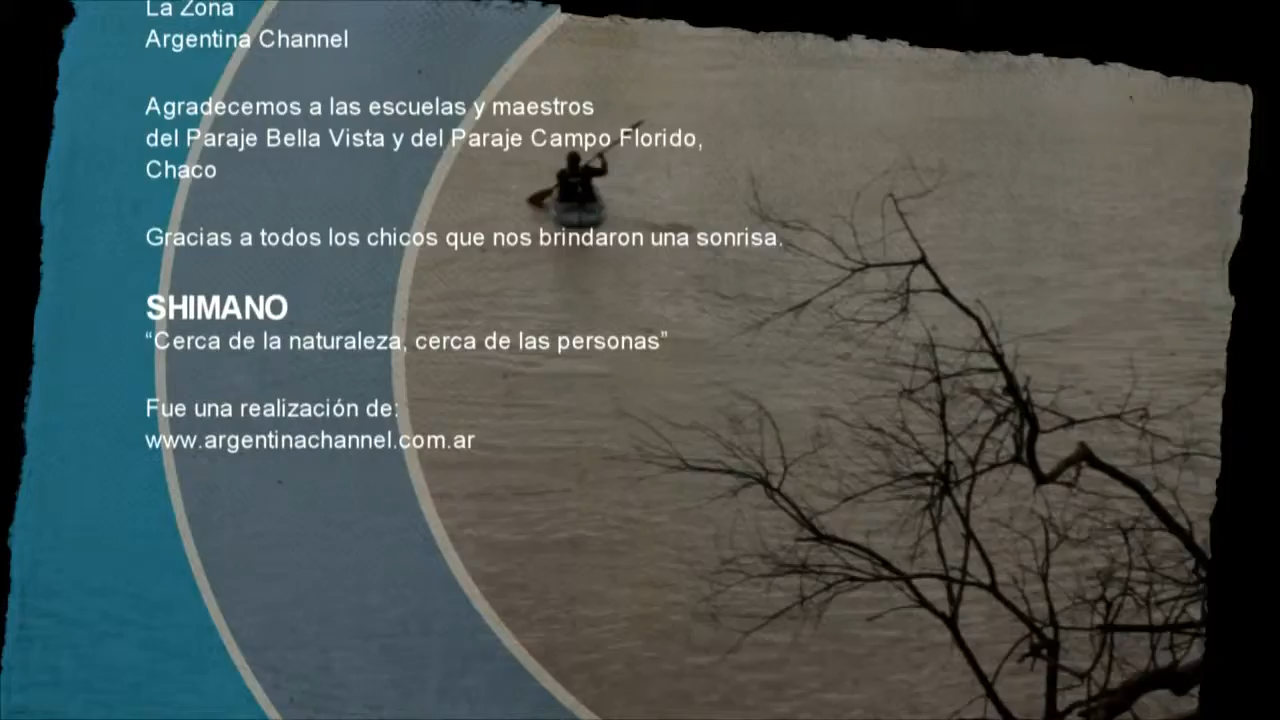 La Zona
Argentina Channel
Agradecemos a las escuelas y maestros
del Paraje Bella Vista y del Paraje Campo Florido,
Chaco
Gracias a todos los chicos que nos brindaron una sonrisa.
SHIMANO
“Cerca de la naturaleza, cerca de las personas”
Fue una realización de:
www.argentinachannel.com.ar